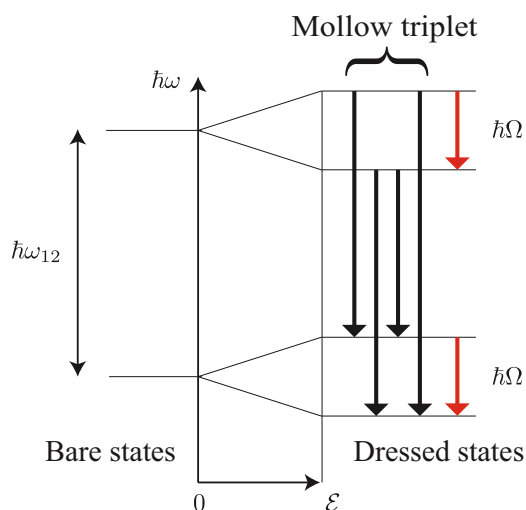 Mollow triplet
ħω
ħΩ
ħω₁₂
ħΩ
Bare states
Dressed states
0
ℰ